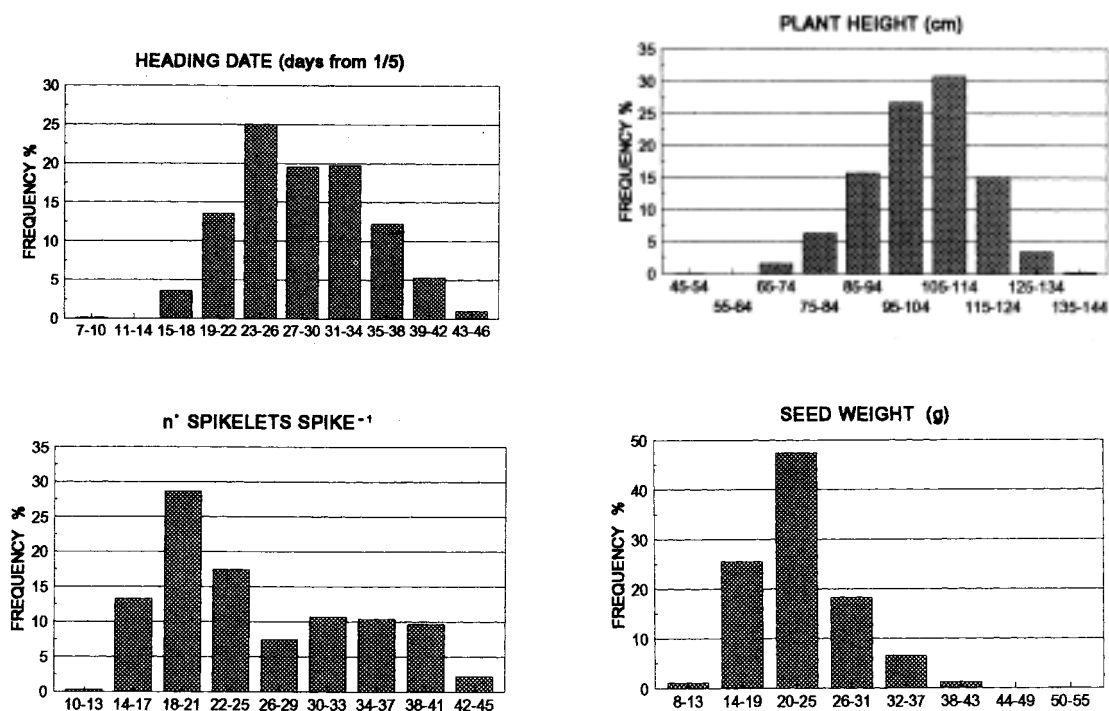 HEADING DATE (days from 1/5)
FREQUENCY %
30
25
20
15
10
5
0
7-10 11-14 15-18 19-22 23-26 27-30 31-34 35-38 39-42 43-46
PLANT HEIGHT (cm)
FREQUENCY %
35
30
25
20
15
10
5
0
45-54 65-74 85-94 105-114 125-134
55-64 75-84 95-104 115-124 135-144
n° SPIKELETS SPIKE⁻¹
FREQUENCY %
35
30
25
20
15
10
5
0
10-13 14-17 18-21 22-25 26-29 30-33 34-37 38-41 42-45
SEED WEIGHT (g)
FREQUENCY %
50
40
30
20
10
0
8-13 14-19 20-25 26-31 32-37 38-43 44-49 50-55